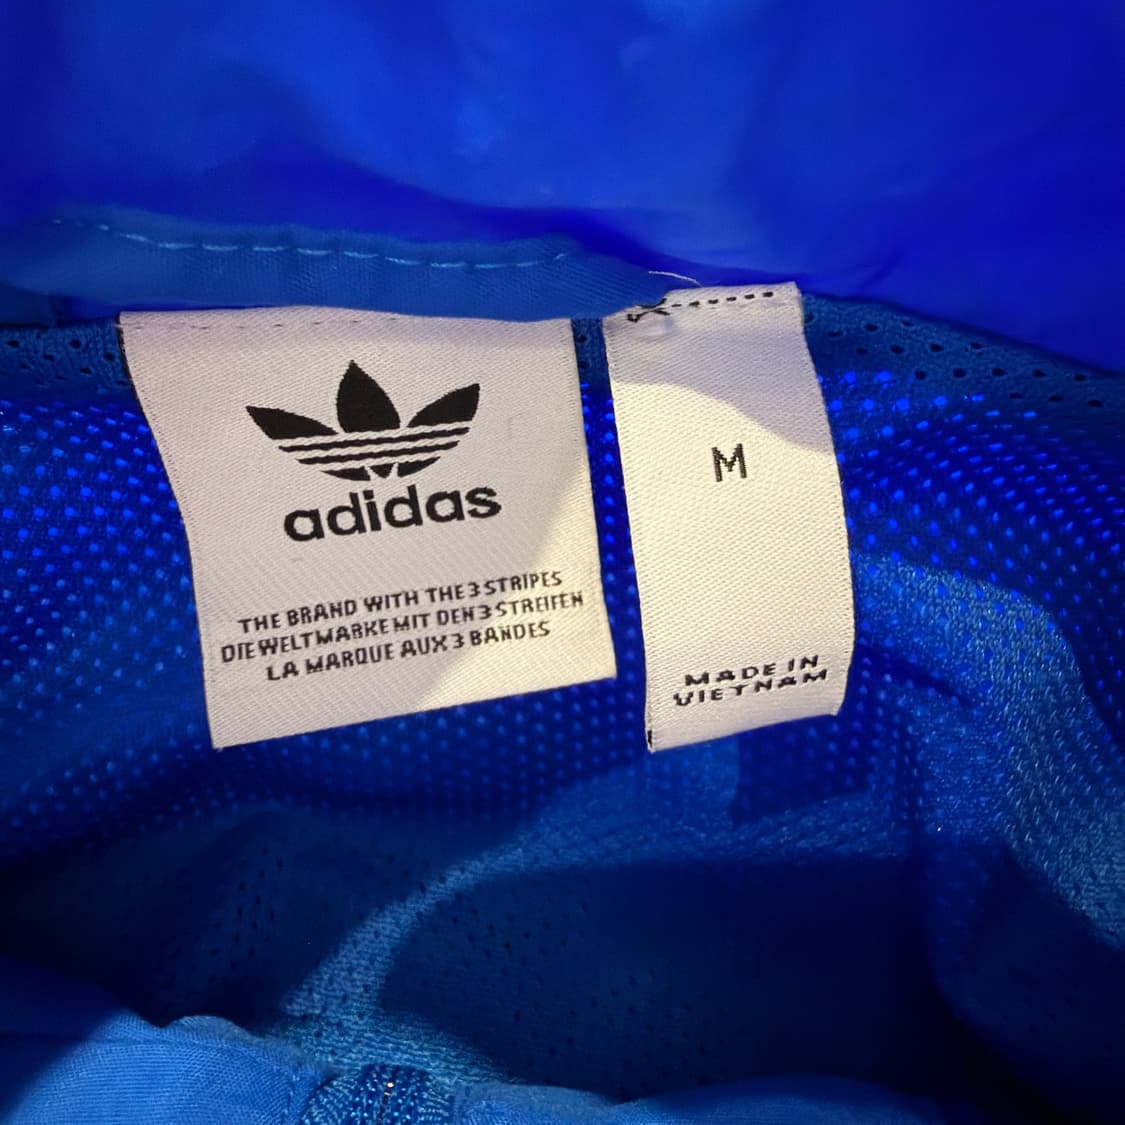 adidas
THE BRAND WITH THE 3 STRIPES
DIE WELTMARKE MIT DEN 3 STREIFEN
LA MARQUE AUX 3 BANDES
M
MADE IN
VIETNAM